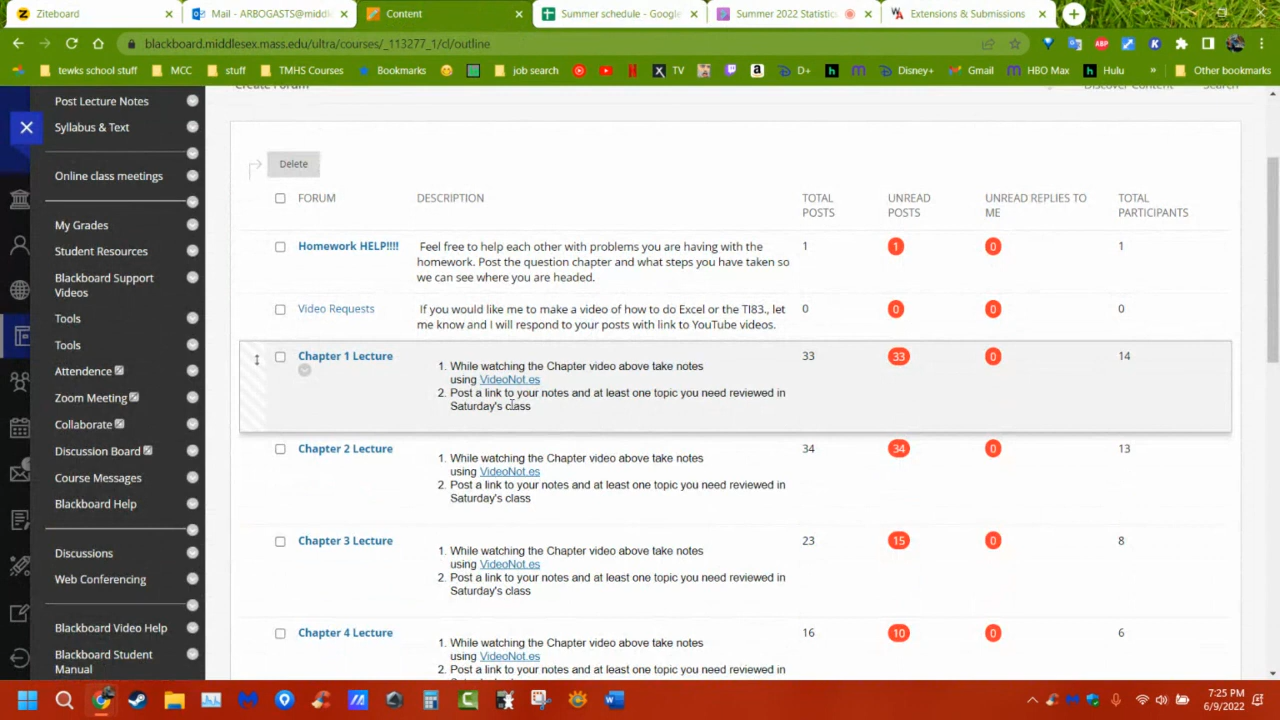 Ziteboard
Mail - ARBOGASTS@middl
Content
Summer schedule - Google
Summer 2022 Statistic
Extensions & Submissions
blackboard.middlesex.mass.edu/ultra/courses/_113277_1/cl/outline
tewks school stuff
MCC
stuff
TMHS Courses
Bookmarks
job search
TV
D+
Disney+
Gmail
HBO Max
Hulu
Other bookmarks
Create Forum
Discover Content
Search
Post Lecture Notes
Syllabus & Text
Online class meetings
My Grades
Student Resources
Blackboard Support
Videos
Tools
Tools
Attendence
Zoom Meeting
Collaborate
Discussion Board
Course Messages
Blackboard Help
Discussions
Web Conferencing
Blackboard Video Help
Blackboard Student
Manual
Delete
FORUM DESCRIPTION TOTAL POSTS UNREAD POSTS UNREAD REPLIES TO ME TOTAL PARTICIPANTS
Homework HELP!!!! Feel free to help each other with problems you are having with the 1 1 0 1
homework. Post the question chapter and what steps you have taken so
we can see where you are headed.
Video Requests If you would like me to make a video of how to do Excel or the TI83., let 0 0 0 0
me know and I will respond to your posts with link to YouTube videos.
Chapter 1 Lecture 33 33 0 14
1. While watching the Chapter video above take notes
using VideoNot.es
2. Post a link to your notes and at least one topic you need reviewed in
Saturday's class
Chapter 2 Lecture 34 34 0 13
1. While watching the Chapter video above take notes
using VideoNot.es
2. Post a link to your notes and at least one topic you need reviewed in
Saturday's class
Chapter 3 Lecture 23 15 0 8
1. While watching the Chapter video above take notes
using VideoNot.es
2. Post a link to your notes and at least one topic you need reviewed in
Saturday's class
Chapter 4 Lecture 16 10 0 6
1. While watching the Chapter video above take notes
using VideoNot.es
2. Post a link to your notes and at least one topic you need reviewed in
7:25 PM
6/9/2022